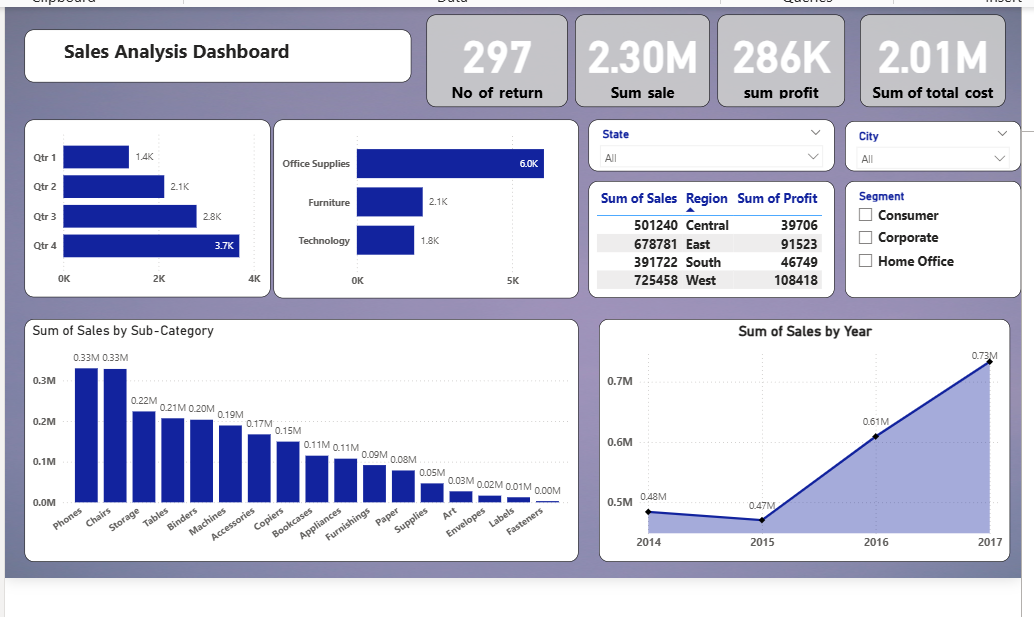 Clipboard
Data
Queries
Insert
Sales Analysis Dashboard
297
No of return
2.30M
Sum sale
286K
sum profit
2.01M
Sum of total cost
Qtr 1 1.4K
Qtr 2 2.1K
Qtr 3 2.8K
Qtr 4 3.7K
0K 2K 4K
Office Supplies 6.0K
Furniture 2.1K
Technology 1.8K
0K 5K
State
All
City
All
Sum of Sales Region Sum of Profit
501240 Central 39706
678781 East 91523
391722 South 46749
725458 West 108418
Segment
Consumer
Corporate
Home Office
Sum of Sales by Sub-Category
0.33M 0.33M 0.22M 0.21M 0.20M 0.19M 0.17M 0.15M 0.11M 0.11M 0.09M 0.08M 0.05M 0.03M 0.02M 0.01M 0.00M
0.3M
0.2M
0.1M
0.0M
Phones Chairs Storage Tables Binders Machines Accessories Copiers Bookcases Appliances Furnishings Paper Supplies Art Envelopes Labels Fasteners
Sum of Sales by Year
0.73M
0.7M
0.61M
0.6M
0.48M
0.47M
0.5M
2014 2015 2016 2017